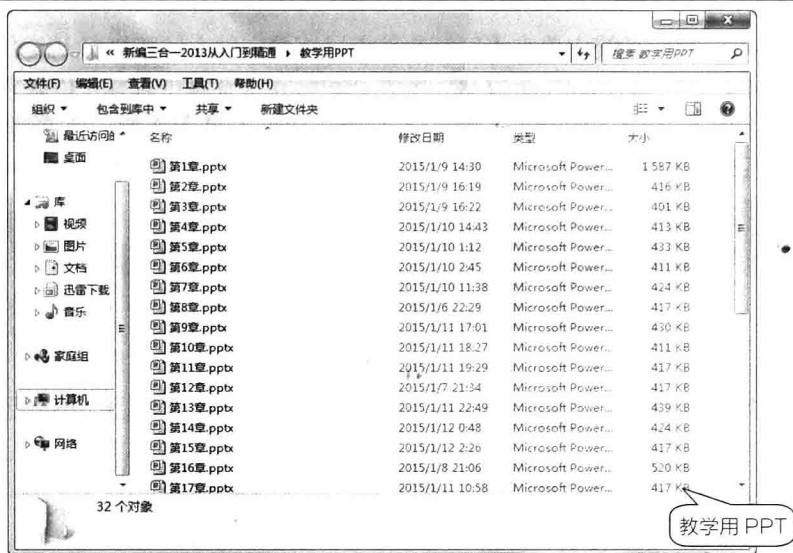 « 新编三合一2013从入门到精通 ▸ 教学用PPT 搜索 教学用PPT
文件(F) 编辑(E) 查看(V) 工具(T) 帮助(H)
组织 包含到库中 共享 新建文件夹
最近访问的
桌面
库
视频
图片
文档
迅雷下载
音乐
家庭组
计算机
网络
名称 修改日期 类型 大小
第1章.pptx 2015/1/9 14:30 Microsoft Power... 1 587 KB
第2章.pptx 2015/1/9 16:19 Microsoft Power... 416 KB
第3章.pptx 2015/1/9 16:22 Microsoft Power... 401 KB
第4章.pptx 2015/1/10 14:43 Microsoft Power... 413 KB
第5章.pptx 2015/1/10 1:12 Microsoft Power... 433 KB
第6章.pptx 2015/1/10 2:45 Microsoft Power... 411 KB
第7章.pptx 2015/1/10 11:38 Microsoft Power... 424 KB
第8章.pptx 2015/1/6 22:29 Microsoft Power... 417 KB
第9章.pptx 2015/1/11 17:01 Microsoft Power... 430 KB
第10章.pptx 2015/1/11 18:27 Microsoft Power... 411 KB
第11章.pptx 2015/1/11 19:29 Microsoft Power... 417 KB
第12章.pptx 2015/1/7 21:34 Microsoft Power... 417 KB
第13章.pptx 2015/1/11 22:49 Microsoft Power... 439 KB
第14章.pptx 2015/1/12 0:48 Microsoft Power... 424 KB
第15章.pptx 2015/1/12 2:26 Microsoft Power... 417 KB
第16章.pptx 2015/1/8 21:06 Microsoft Power... 520 KB
第17章.pptx 2015/1/11 10:58 Microsoft Power... 417 KB
32 个对象
教学用 PPT